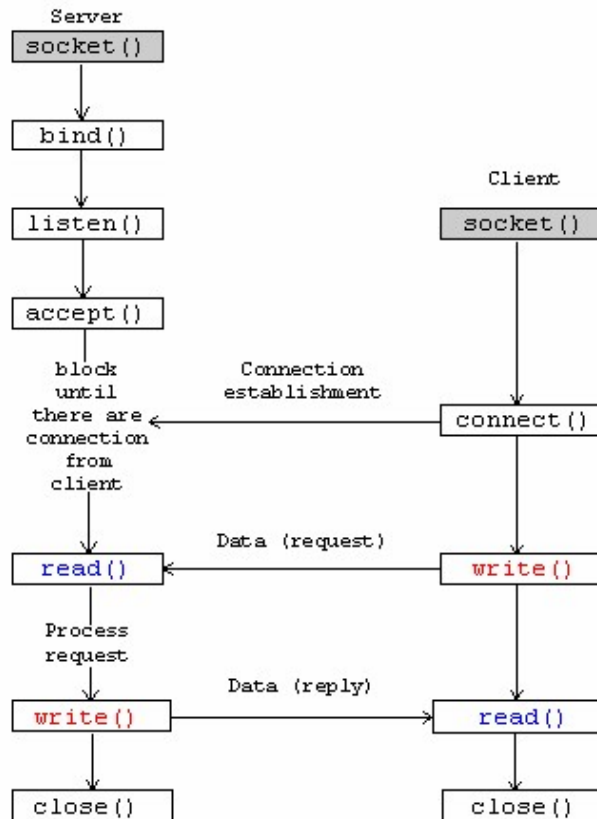 Server
socket()
bind()
listen()
accept()
block
until
there are
connection
from
client
read()
Process
request
write()
close()
Connection
establishment
Data (request)
Data (reply)
Client
socket()
connect()
write()
read()
close()